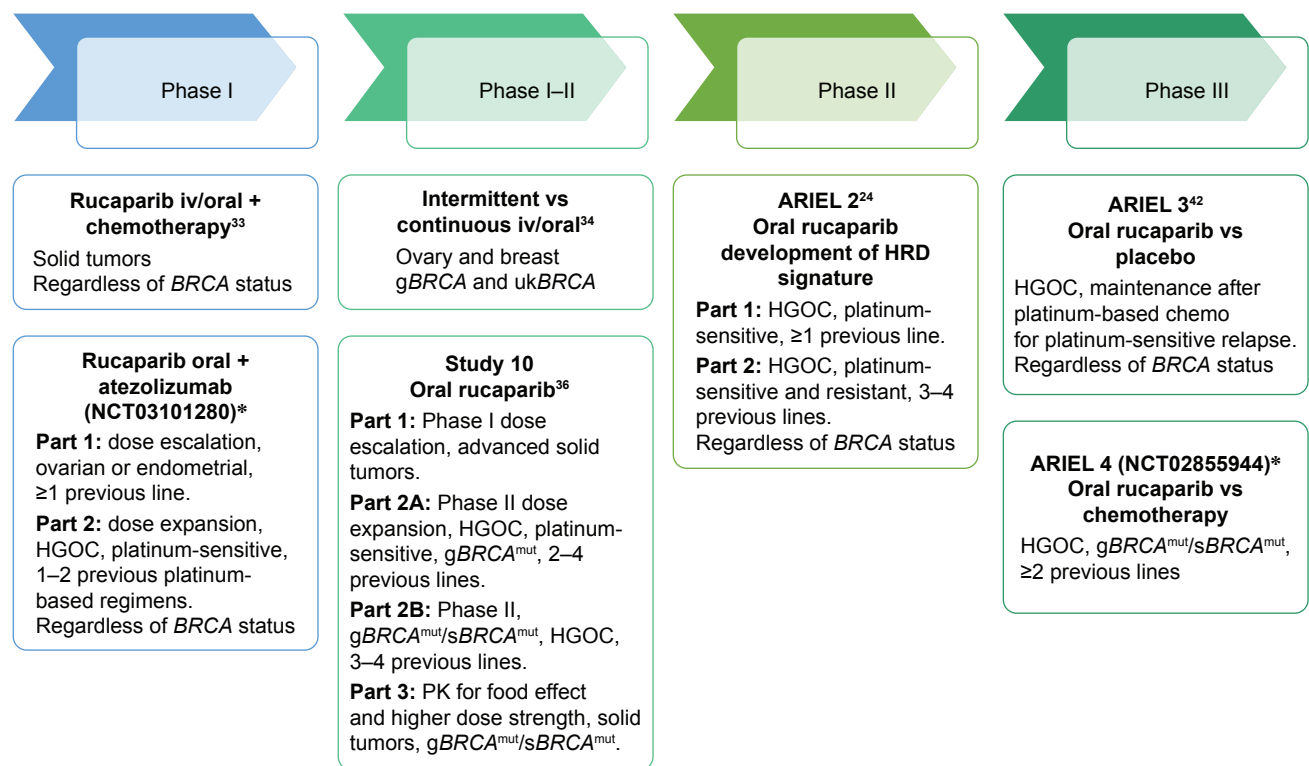 Phase I
Phase I–II
Phase II
Phase III
Rucaparib iv/oral +
chemotherapy³³
Solid tumors
Regardless of BRCA status
Rucaparib oral +
atezolizumab
(NCT03101280)*
Part 1: dose escalation,
ovarian or endometrial,
≥1 previous line.
Part 2: dose expansion,
HGOC, platinum-sensitive,
1–2 previous platinum-
based regimens.
Regardless of BRCA status
Intermittent vs
continuous iv/oral³⁴
Ovary and breast
gBRCA and ukBRCA
Study 10
Oral rucaparib³⁶
Part 1: Phase I dose
escalation, advanced solid
tumors.
Part 2A: Phase II dose
expansion, HGOC, platinum-
sensitive, gBRCAᵐᵘᵗ, 2–4
previous lines.
Part 2B: Phase II,
gBRCAᵐᵘᵗ/sBRCAᵐᵘᵗ, HGOC,
3–4 previous lines.
Part 3: PK for food effect
and higher dose strength, solid
tumors, gBRCAᵐᵘᵗ/sBRCAᵐᵘᵗ.
ARIEL 2²⁴
Oral rucaparib
development of HRD
signature
Part 1: HGOC, platinum-
sensitive, ≥1 previous line.
Part 2: HGOC, platinum-
sensitive and resistant, 3–4
previous lines.
Regardless of BRCA status
ARIEL 3⁴²
Oral rucaparib vs
placebo
HGOC, maintenance after
platinum-based chemo
for platinum-sensitive relapse.
Regardless of BRCA status
ARIEL 4 (NCT02855944)*
Oral rucaparib vs
chemotherapy
HGOC, gBRCAᵐᵘᵗ/sBRCAᵐᵘᵗ,
≥2 previous lines